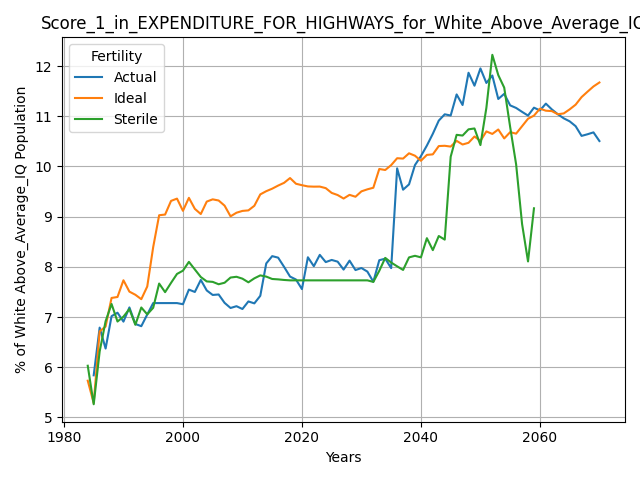 Score_1_in_EXPENDITURE_FOR_HIGHWAYS_for_White_Above_Average_IQ
% of White Above_Average_IQ Population
12
11
10
9
8
7
6
5
Fertility
Actual
Ideal
Sterile
1980
2000
2020
2040
2060
Years